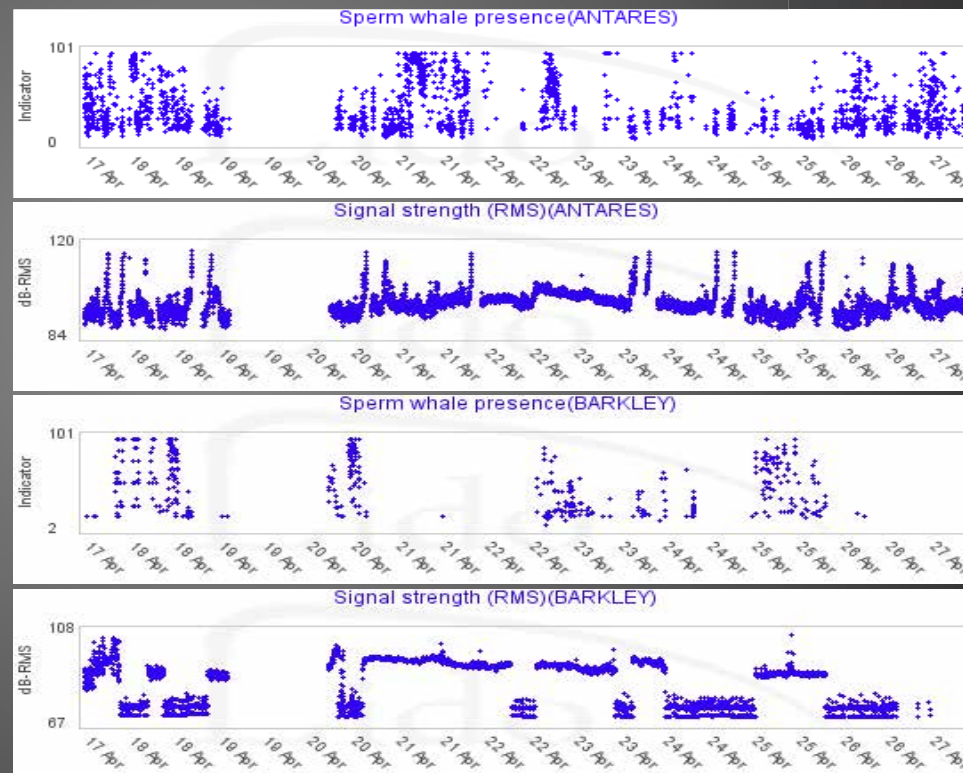 Sperm whale presence(ANTARES)
101
Indicator
0
17 Apr 18 Apr 18 Apr 19 Apr 19 Apr 20 Apr 20 Apr 21 Apr 21 Apr 22 Apr 22 Apr 23 Apr 23 Apr 24 Apr 24 Apr 25 Apr 25 Apr 26 Apr 26 Apr 27 Apr
Signal strength (RMS)(ANTARES)
120
dB-RMS
84
17 Apr 18 Apr 18 Apr 19 Apr 19 Apr 20 Apr 20 Apr 21 Apr 21 Apr 22 Apr 22 Apr 23 Apr 23 Apr 24 Apr 24 Apr 25 Apr 25 Apr 26 Apr 26 Apr 27 Apr
Sperm whale presence(BARKLEY)
101
Indicator
2
17 Apr 18 Apr 18 Apr 19 Apr 19 Apr 20 Apr 20 Apr 21 Apr 21 Apr 22 Apr 22 Apr 23 Apr 23 Apr 24 Apr 24 Apr 25 Apr 25 Apr 26 Apr 26 Apr 27 Apr
Signal strength (RMS)(BARKLEY)
108
dB-RMS
67
17 Apr 18 Apr 18 Apr 19 Apr 19 Apr 20 Apr 20 Apr 21 Apr 21 Apr 22 Apr 22 Apr 23 Apr 23 Apr 24 Apr 24 Apr 25 Apr 25 Apr 26 Apr 26 Apr 27 Apr